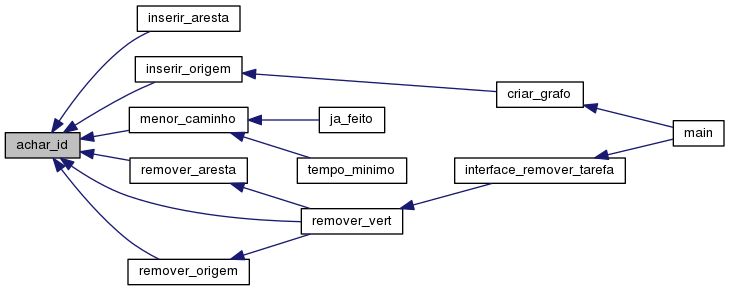 inserir_aresta
inserir_origem
criar_grafo
menor_caminho
ja_feito
main
achar_id
remover_aresta
tempo_minimo
interface_remover_tarefa
remover_vert
remover_origem